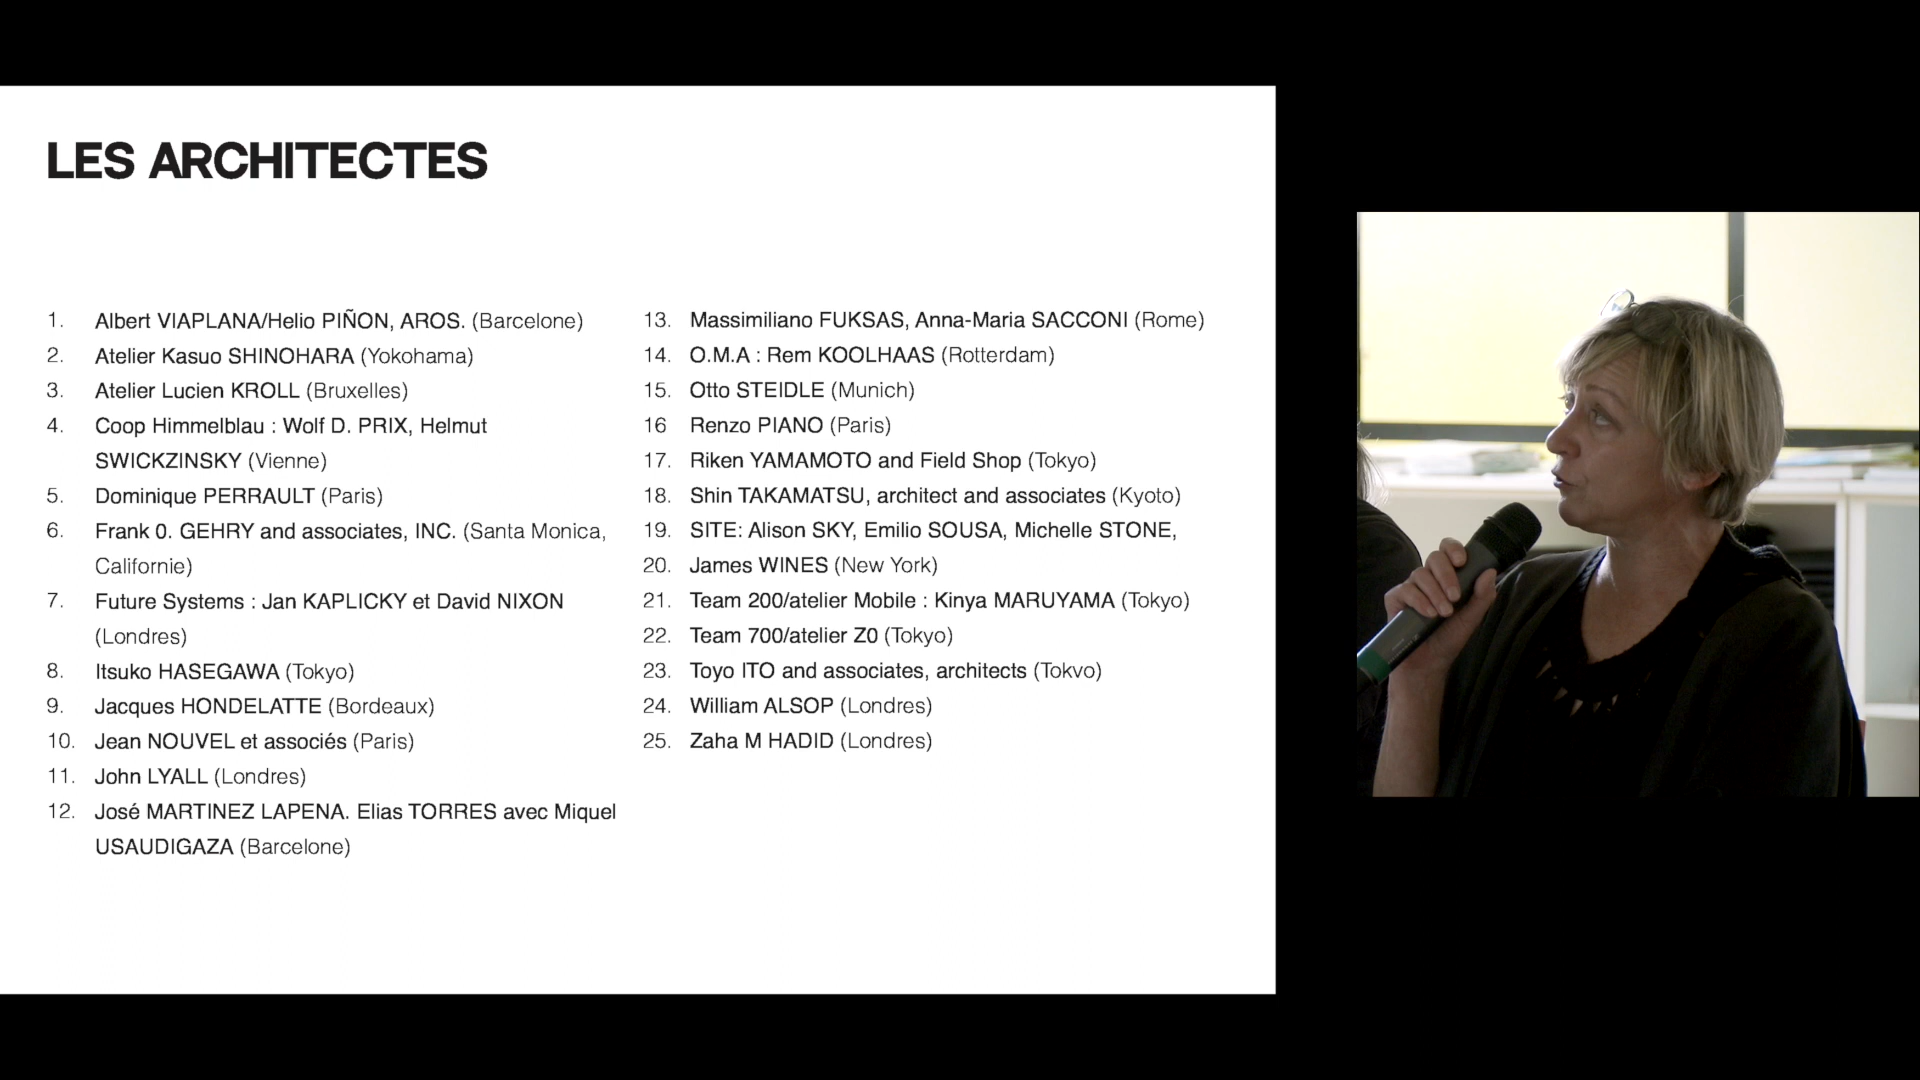 LES ARCHITECTES
1. Albert VIAPLANA/Helio PIÑON, AROS. (Barcelone)
2. Atelier Kasuo SHINOHARA (Yokohama)
3. Atelier Lucien KROLL (Bruxelles)
4. Coop Himmelblau : Wolf D. PRIX, Helmut
SWICKZINSKY (Vienne)
5. Dominique PERRAULT (Paris)
6. Frank 0. GEHRY and associates, INC. (Santa Monica,
Californie)
7. Future Systems : Jan KAPLICKY et David NIXON
(Londres)
8. Itsuko HASEGAWA (Tokyo)
9. Jacques HONDELATTE (Bordeaux)
10. Jean NOUVEL et associés (Paris)
11. John LYALL (Londres)
12. José MARTINEZ LAPENA. Elias TORRES avec Miquel
USAUDIGAZA (Barcelone)
13. Massimiliano FUKSAS, Anna-Maria SACCONI (Rome)
14. O.M.A : Rem KOOLHAAS (Rotterdam)
15. Otto STEIDLE (Munich)
16 Renzo PIANO (Paris)
17. Riken YAMAMOTO and Field Shop (Tokyo)
18. Shin TAKAMATSU, architect and associates (Kyoto)
19. SITE: Alison SKY, Emilio SOUSA, Michelle STONE,
20. James WINES (New York)
21. Team 200/atelier Mobile : Kinya MARUYAMA (Tokyo)
22. Team 700/atelier Z0 (Tokyo)
23. Toyo ITO and associates, architects (Tokvo)
24. William ALSOP (Londres)
25. Zaha M HADID (Londres)